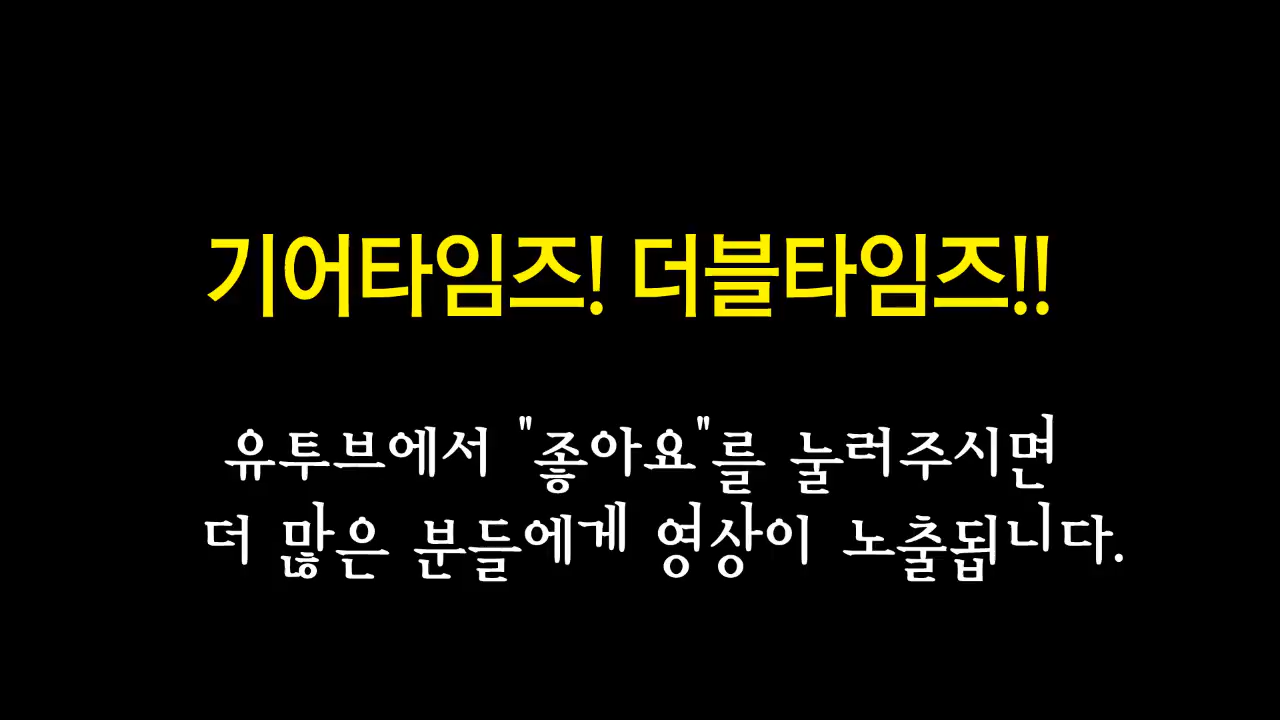 기어타임즈! 더블타임즈!!
유투브에서 "좋아요"를 눌러주시면
더 많은 분들에게 영상이 노출됩니다.